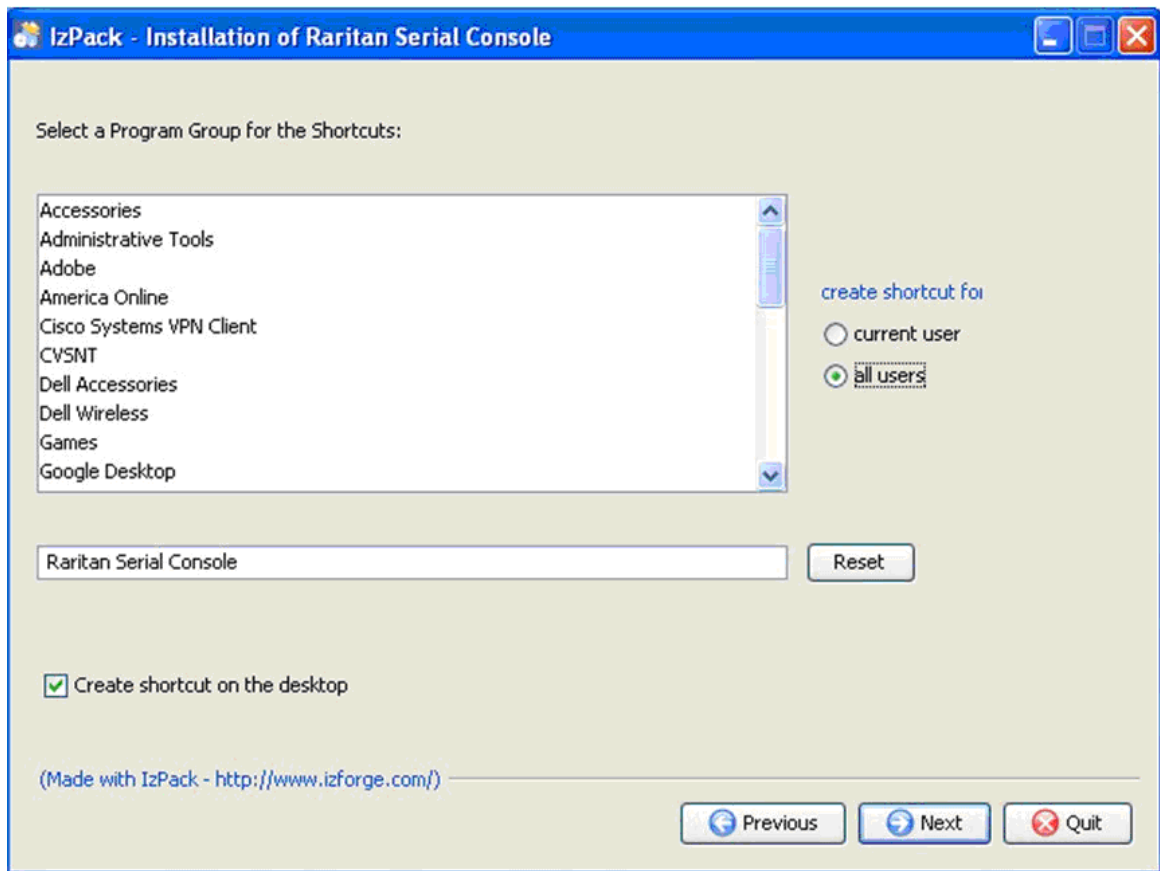 IzPack - Installation of Raritan Serial Console
Select a Program Group for the Shortcuts:
Accessories
Administrative Tools
Adobe
America Online
Cisco Systems VPN Client
CVSNT
Dell Accessories
Dell Wireless
Games
Google Desktop
create shortcut for
current user
all users
Raritan Serial Console
Reset
Create shortcut on the desktop
(Made with IzPack - http://www.izforge.com/)
Previous
Next
Quit